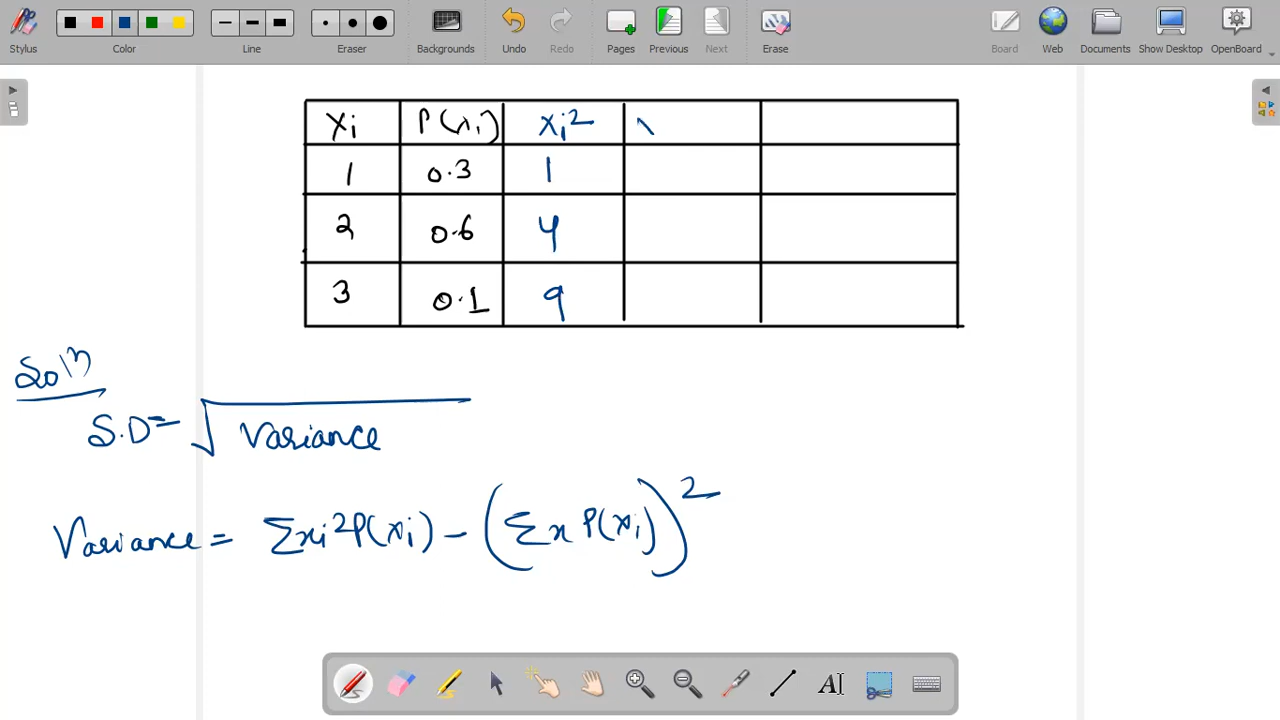 Stylus Color Line Eraser Backgrounds Undo Redo Pages Previous Next Erase Board Web Documents Show Desktop OpenBoard
xi P(xi) xi²
1 0.3 1
2 0.6 4
3 0.1 9
Solⁿ
S.D = √Variance
Variance = Σxi²P(xi) - (Σx P(xi))²